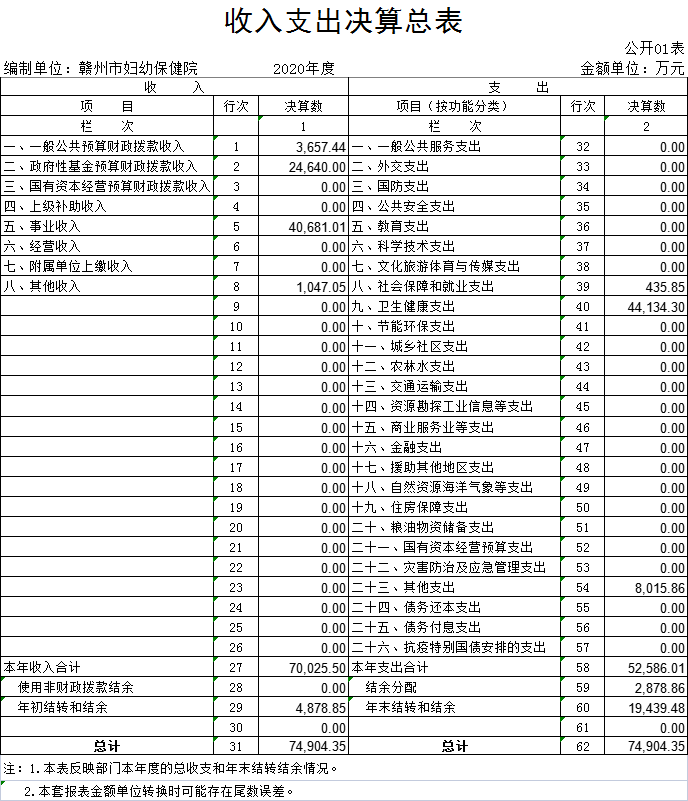 收入支出决算总表
公开01表
编制单位：赣州市妇幼保健院 2020年度 金额单位：万元
收 入 支 出
项 目 行次 决算数 项目（按功能分类） 行次 决算数
栏 次 1 栏 次 2
一、一般公共预算财政拨款收入 1 3,657.44 一、一般公共服务支出 32 0.00
二、政府性基金预算财政拨款收入 2 24,640.00 二、外交支出 33 0.00
三、国有资本经营预算财政拨款收入 3 0.00 三、国防支出 34 0.00
四、上级补助收入 4 0.00 四、公共安全支出 35 0.00
五、事业收入 5 40,681.01 五、教育支出 36 0.00
六、经营收入 6 0.00 六、科学技术支出 37 0.00
七、附属单位上缴收入 7 0.00 七、文化旅游体育与传媒支出 38 0.00
八、其他收入 8 1,047.05 八、社会保障和就业支出 39 435.85
9 0.00 九、卫生健康支出 40 44,134.30
10 0.00 十、节能环保支出 41 0.00
11 0.00 十一、城乡社区支出 42 0.00
12 0.00 十二、农林水支出 43 0.00
13 0.00 十三、交通运输支出 44 0.00
14 0.00 十四、资源勘探工业信息等支出 45 0.00
15 0.00 十五、商业服务业等支出 46 0.00
16 0.00 十六、金融支出 47 0.00
17 0.00 十七、援助其他地区支出 48 0.00
18 0.00 十八、自然资源海洋气象等支出 49 0.00
19 0.00 十九、住房保障支出 50 0.00
20 0.00 二十、粮油物资储备支出 51 0.00
21 0.00 二十一、国有资本经营预算支出 52 0.00
22 0.00 二十二、灾害防治及应急管理支出 53 0.00
23 0.00 二十三、其他支出 54 8,015.86
24 0.00 二十四、债务还本支出 55 0.00
25 0.00 二十五、债务付息支出 56 0.00
26 0.00 二十六、抗疫特别国债安排的支出 57 0.00
本年收入合计 27 70,025.50 本年支出合计 58 52,586.01
使用非财政拨款结余 28 0.00 结余分配 59 2,878.86
年初结转和结余 29 4,878.85 年末结转和结余 60 19,439.48
30 0.00 61 0.00
总计 31 74,904.35 总计 62 74,904.35
注：1.本表反映部门本年度的总收支和年末结转结余情况。
2.本套报表金额单位转换时可能存在尾数误差。